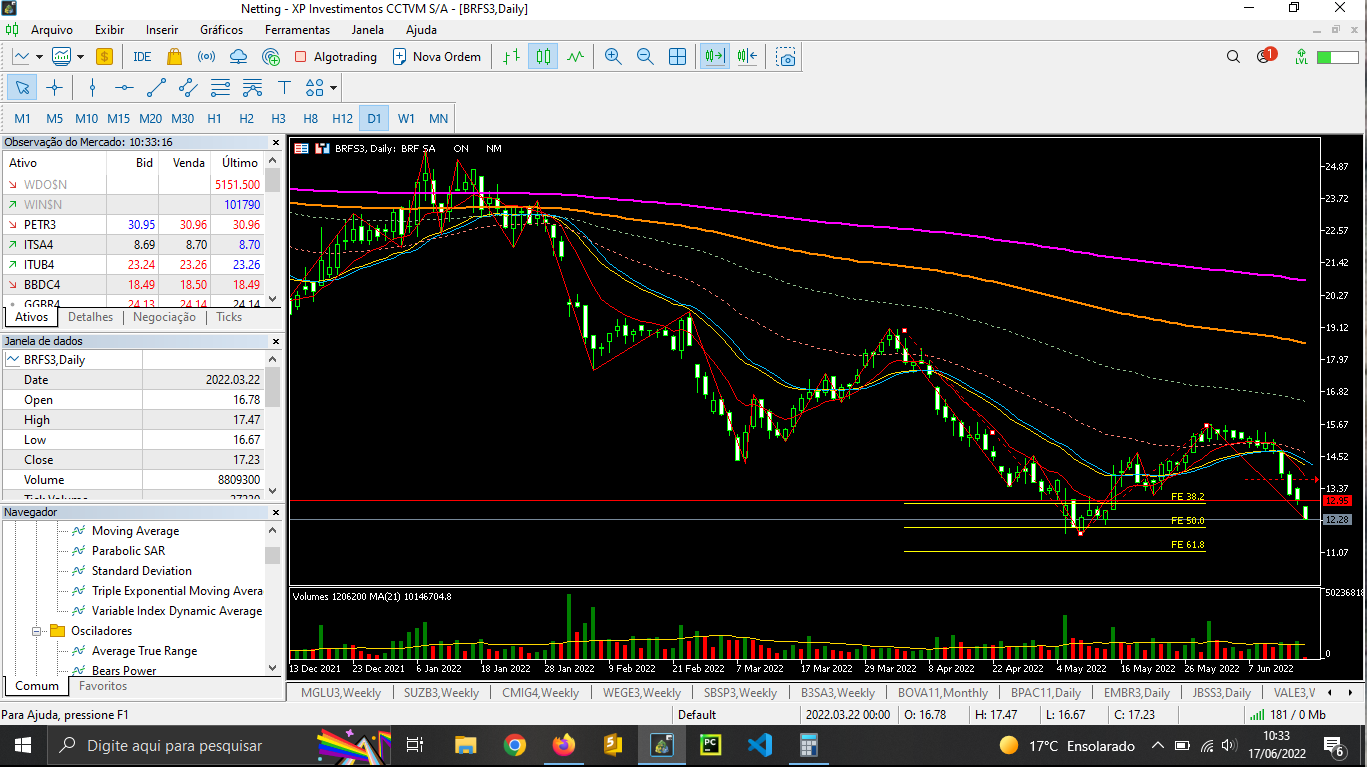 Netting - XP Investimentos CCTVM S/A - [BRFS3,Daily]
Arquivo Exibir Inserir Gráficos Ferramentas Janela Ajuda
IDE Algotrading Nova Ordem 1 LVL
M1 M5 M10 M15 M20 M30 H1 H2 H3 H8 H12 D1 W1 MN
Observação do Mercado: 10:33:16
Ativo Bid Venda Último
WDO$N 5151.500
WIN$N 101790
PETR3 30.95 30.96 30.96
ITSA4 8.69 8.70 8.70
ITUB4 23.24 23.26 23.26
BBDC4 18.49 18.50 18.49
GGBR4 24.13 24.14 24.14
Ativos Detalhes Negociação Ticks
Janela de dados
BRFS3,Daily
Date 2022.03.22
Open 16.78
High 17.47
Low 16.67
Close 17.23
Volume 8809300
Tick Volume 27320
Navegador
Moving Average
Parabolic SAR
Standard Deviation
Triple Exponential Moving Avera
Variable Index Dynamic Average
Osciladores
Average True Range
Bears Power
Comum Favoritos
BRFS3, Daily: BRF SA ON NM
24.87
23.72
22.57
21.42
20.27
19.12
17.97
16.82
15.67
14.52
13.37
12.28
11.07
FE 38.2
FE 50.0
FE 61.8
Volumes 1206200 MA(21) 10146704.8
50236818
0
13 Dec 2021 23 Dec 2021 6 Jan 2022 18 Jan 2022 28 Jan 2022 9 Feb 2022 21 Feb 2022 7 Mar 2022 17 Mar 2022 29 Mar 2022 8 Apr 2022 22 Apr 2022 4 May 2022 16 May 2022 26 May 2022 7 Jun 2022
MGLU3,Weekly SUZB3,Weekly CMIG4,Weekly WEGE3,Weekly SBSP3,Weekly B3SA3,Weekly BOVA11,Monthly BPAC11,Daily EMBR3,Daily JBSS3,Daily VALE3,V
Para Ajuda, pressione F1 Default 2022.03.22 00:00 O: 16.78 H: 17.47 L: 16.67 C: 17.23 181 / 0 Mb
Digite aqui para pesquisar 17°C Ensolarado 10:33
17/06/2022 6